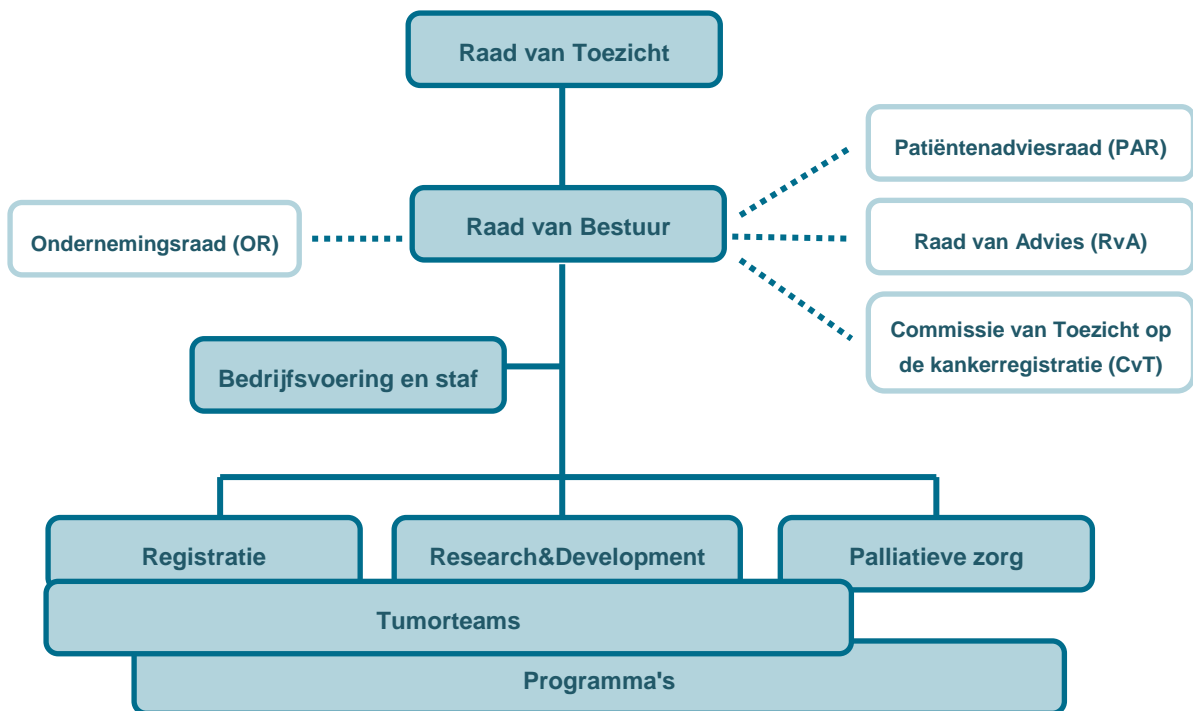 Raad van Toezicht
Patiëntenadviesraad (PAR)
Raad van Bestuur
Ondernemingsraad (OR)
Raad van Advies (RvA)
Commissie van Toezicht op
de kankerregistratie (CvT)
Bedrijfsvoering en staf
Registratie
Research&Development
Palliatieve zorg
Tumorteams
Programma's